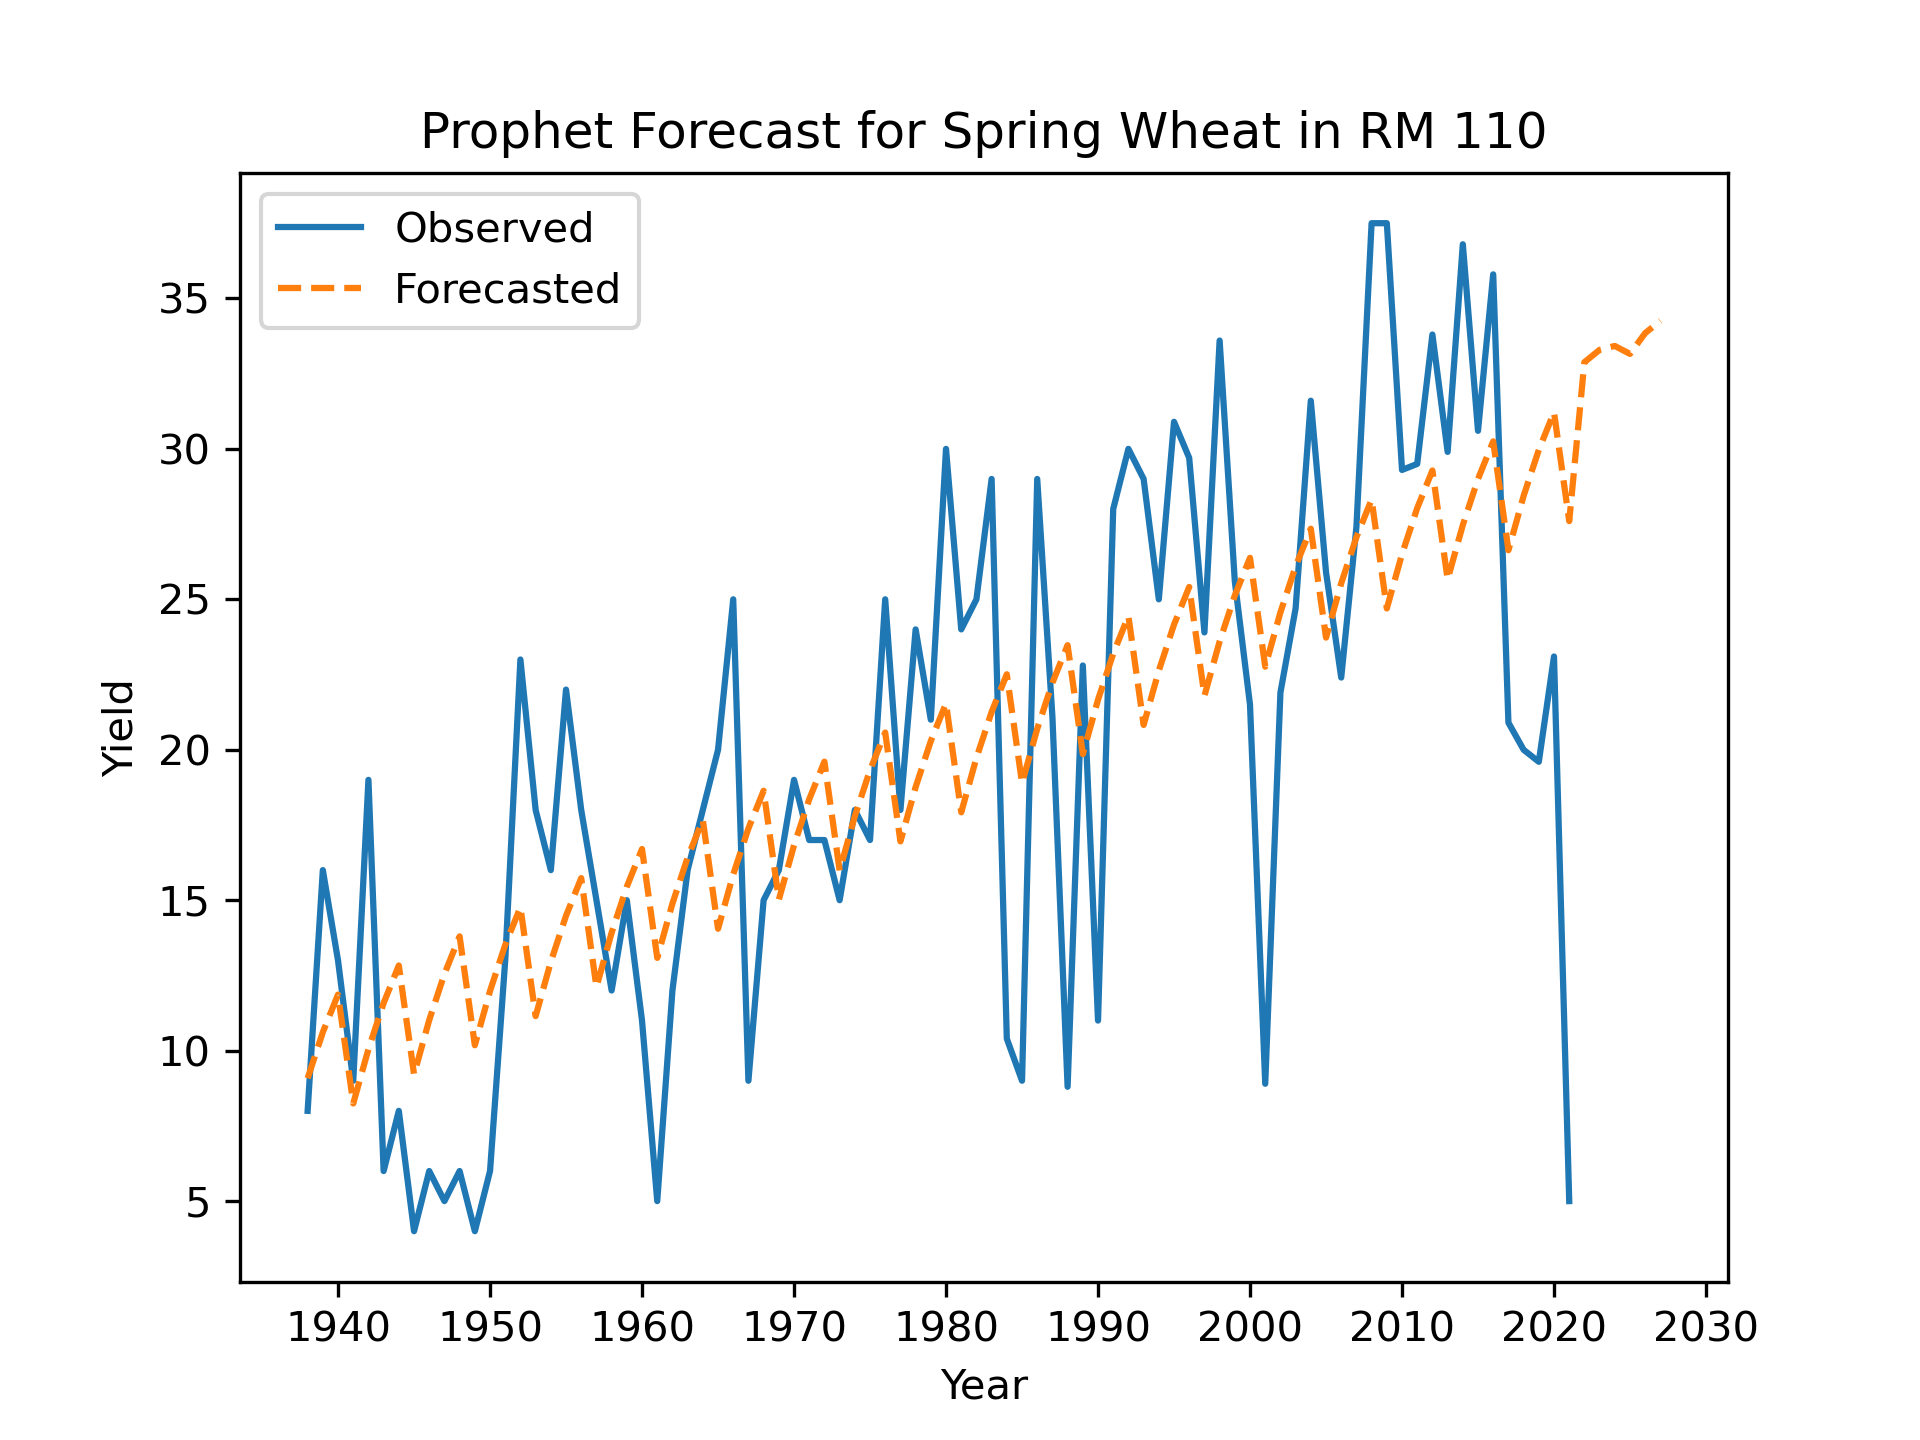 Prophet Forecast for Spring Wheat in RM 110
Observed
Forecasted
35
30
25
20
15
10
5
Yield
1940 1950 1960 1970 1980 1990 2000 2010 2020 2030
Year